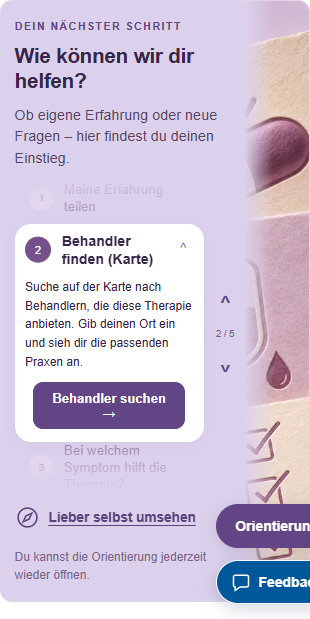 DEIN NÄCHSTER SCHRITT
Wie können wir dir
helfen?
Ob eigene Erfahrung oder neue
Fragen – hier findest du deinen
Einstieg.
1
Meine Erfahrung
teilen
2
Behandler
finden (Karte)
^
Suche auf der Karte nach
Behandlern, die diese Therapie
anbieten. Gib deinen Ort ein
und sieh dir die passenden
Praxen an.
Behandler suchen
→
2 / 5
3
Bei welchem
Symptom hilft die
Therapie?
Lieber selbst umsehen
Orientierun
Du kannst die Orientierung jederzeit
wieder öffnen.
Feedba